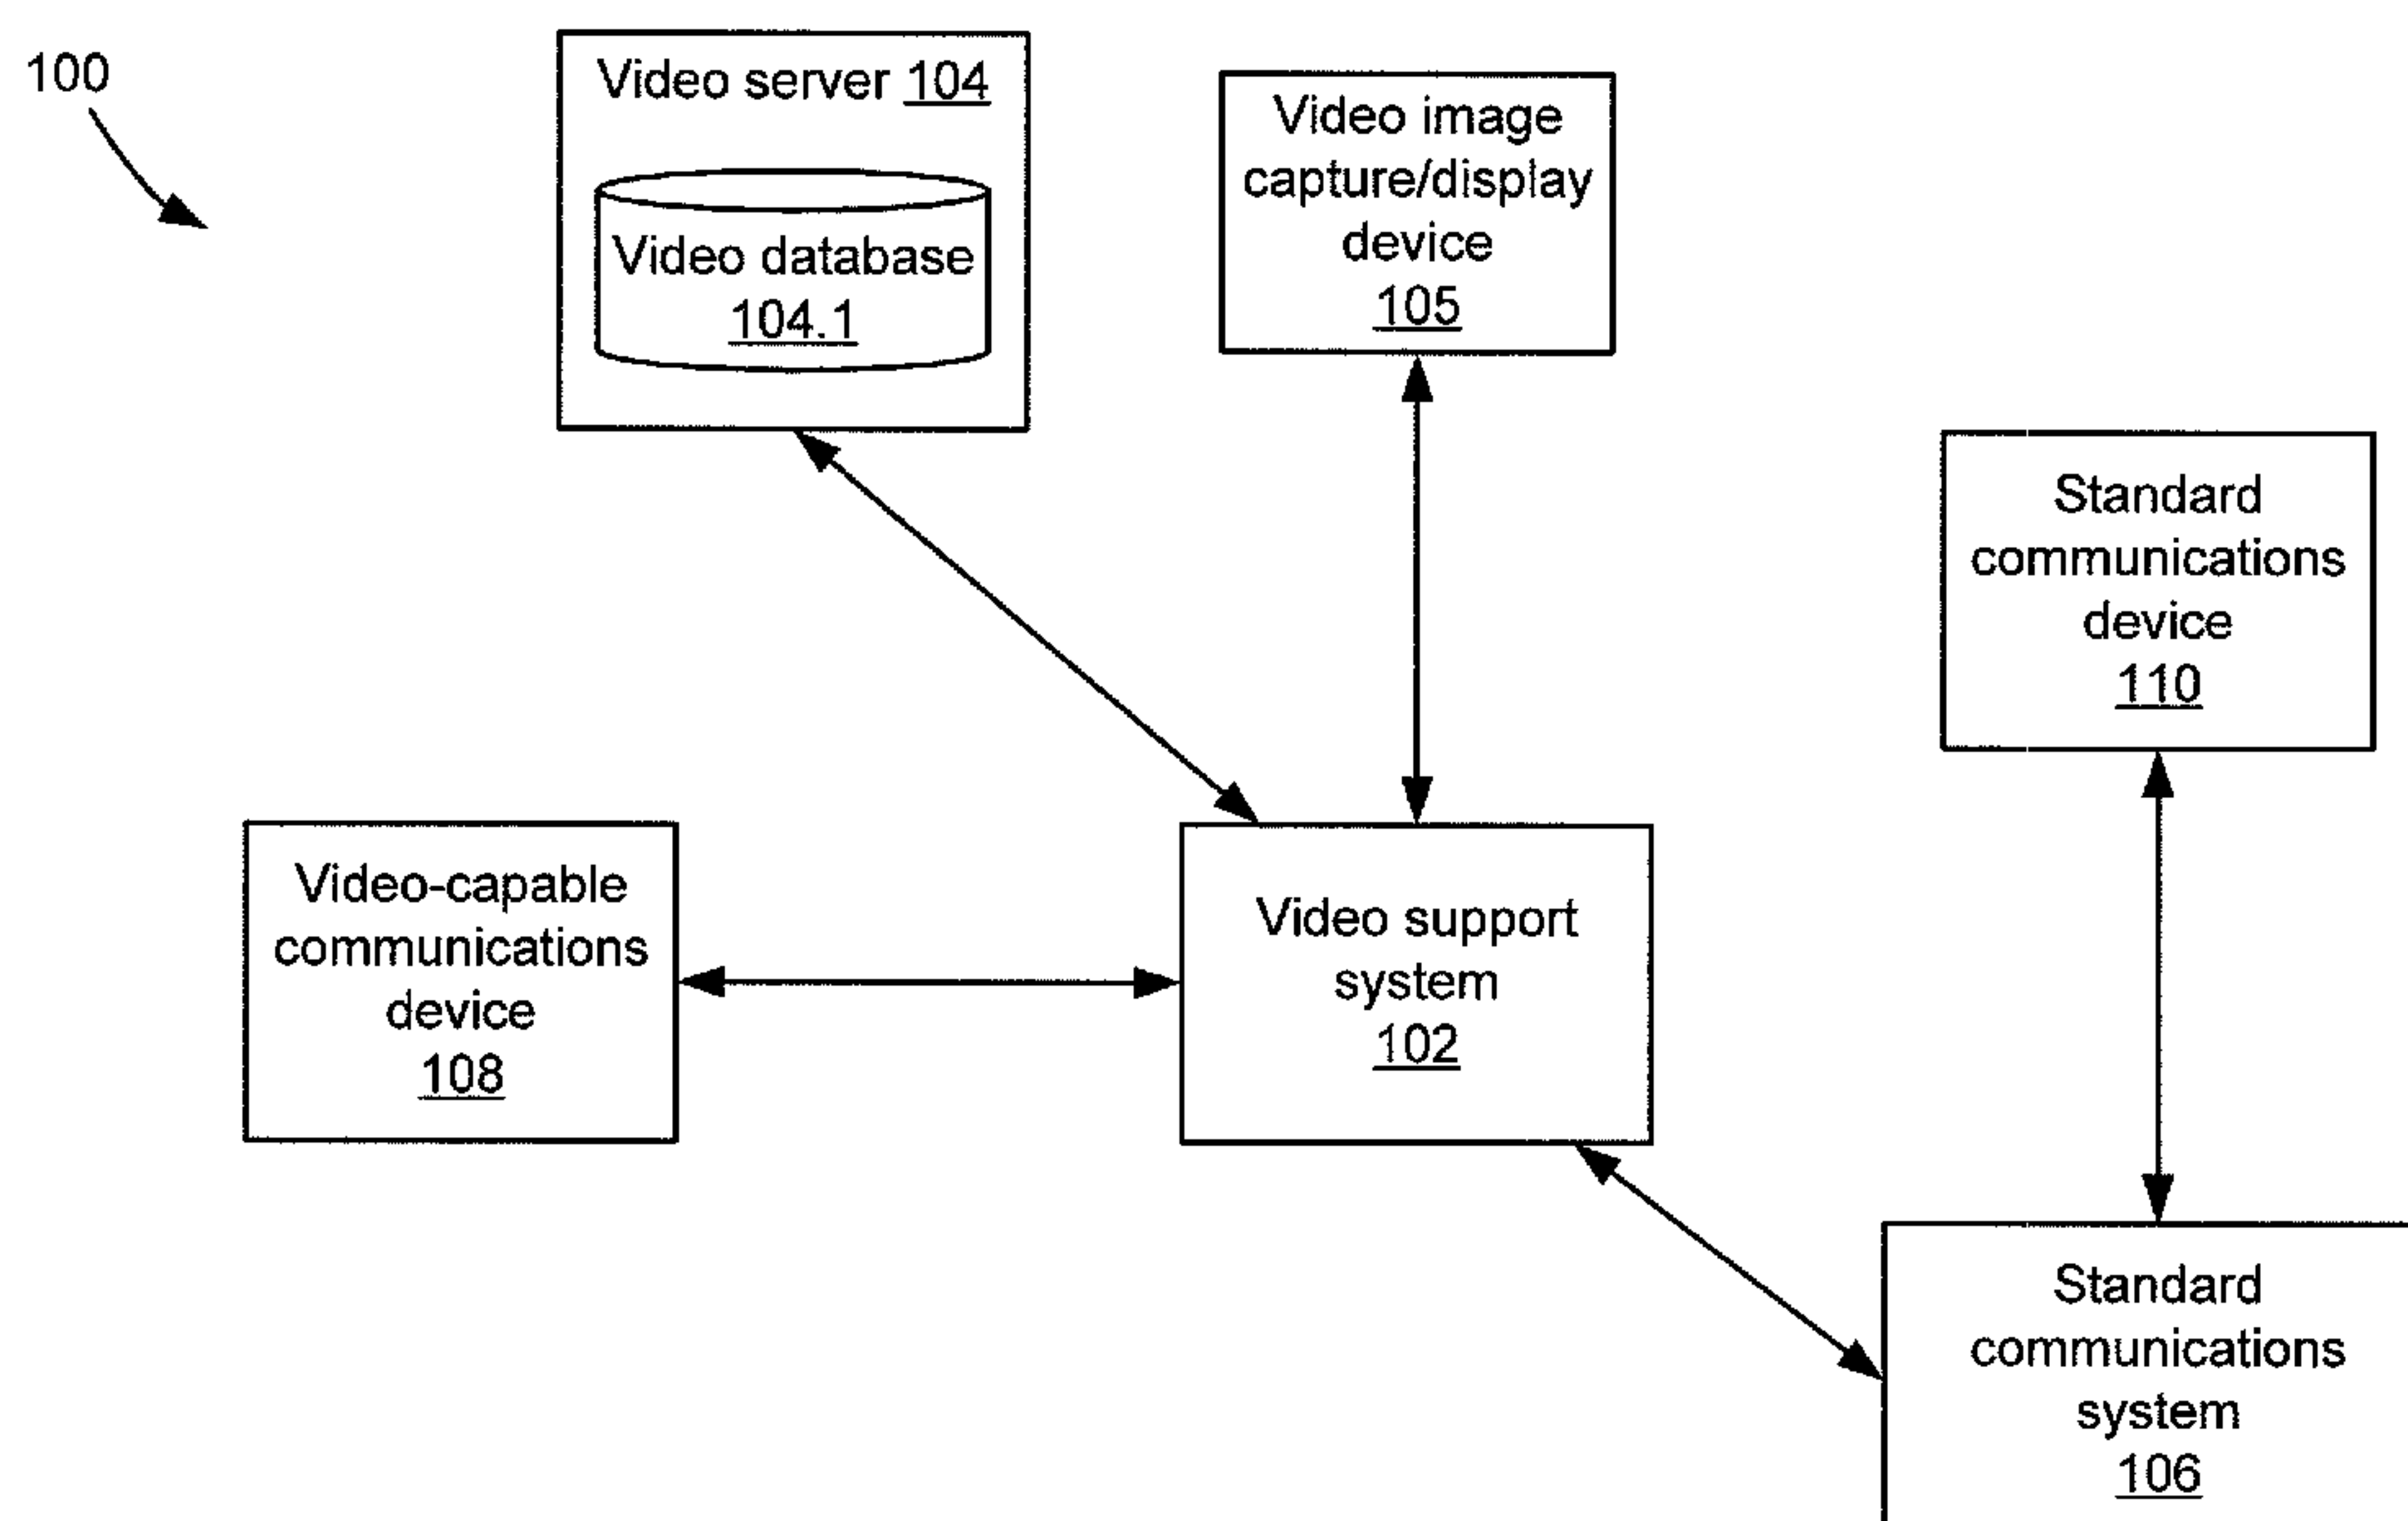 100
Video server 104
Video database
104.1
Video image
capture/display
device
105
Standard
communications
device
110
Video-capable
communications
device
108
Video support
system
102
Standard
communications
system
106